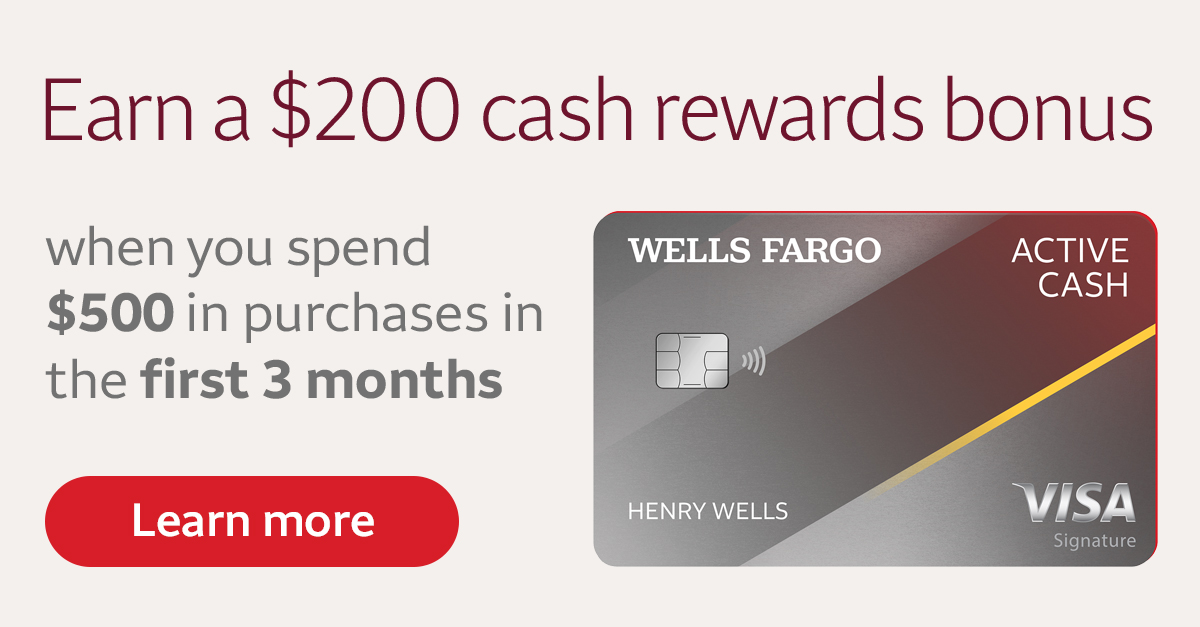 Earn a $200 cash rewards bonus
when you spend
$500 in purchases in
the first 3 months
Learn more
WELLS FARGO
ACTIVE
CASH
HENRY WELLS
VISA
Signature